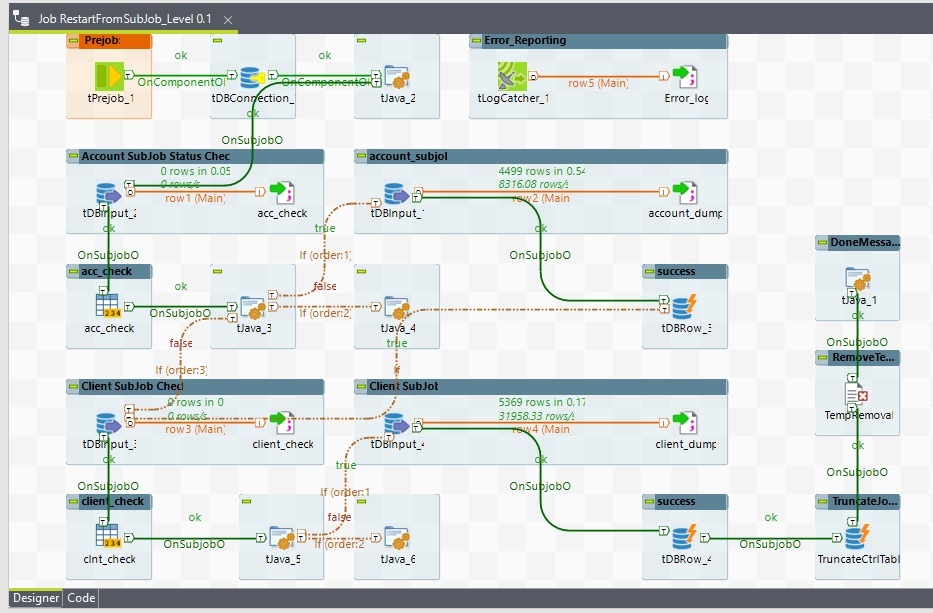 Job RestartFromSubJob_Level 0.1
Prejob:
Error_Reporting
ok
ok
OnComponentO
OnComponentO
row5 (Main)
tPrejob_1
tDBConnection_
tJava_2
tLogCatcher_1
Error_log
ok
OnSubjobO
Account SubJob Status Chec
account_subjol
0 rows in 0.05
0 rows/s
row1 (Main)
4499 rows in 0.54
8316.08 rows/s
row2 (Main
tDBInput_2
acc_check
tDBInput_1
account_dump
ok
true
ok
OnSubjobO
If (order:1)
OnSubjobO
DoneMessa...
acc_check
success
ok
false
OnSubjobO
If (order:2)
tJava_1
acc_check
tJava_3
tJava_4
tDBRow_3
ok
false
true
OnSubjobO
If (order:3)
If
RemoveTe...
Client SubJob Checl
Client SubJot
0 rows in 0
0 rows/s
row3 (Main)
5369 rows in 0.17
31958.33 rows/s
row4 (Main
TempRemoval
tDBInput_3
client_check
tDBInput_4
client_dump
ok
ok
true
ok
OnSubjobO
OnSubjobO
OnSubjobO
If (order:1
client_check
success
TruncateJo...
ok
false
ok
OnSubjobO
If (order:2
OnSubjobO
clnt_check
tJava_5
tJava_6
tDBRow_4
TruncateCtrlTabl
Designer
Code